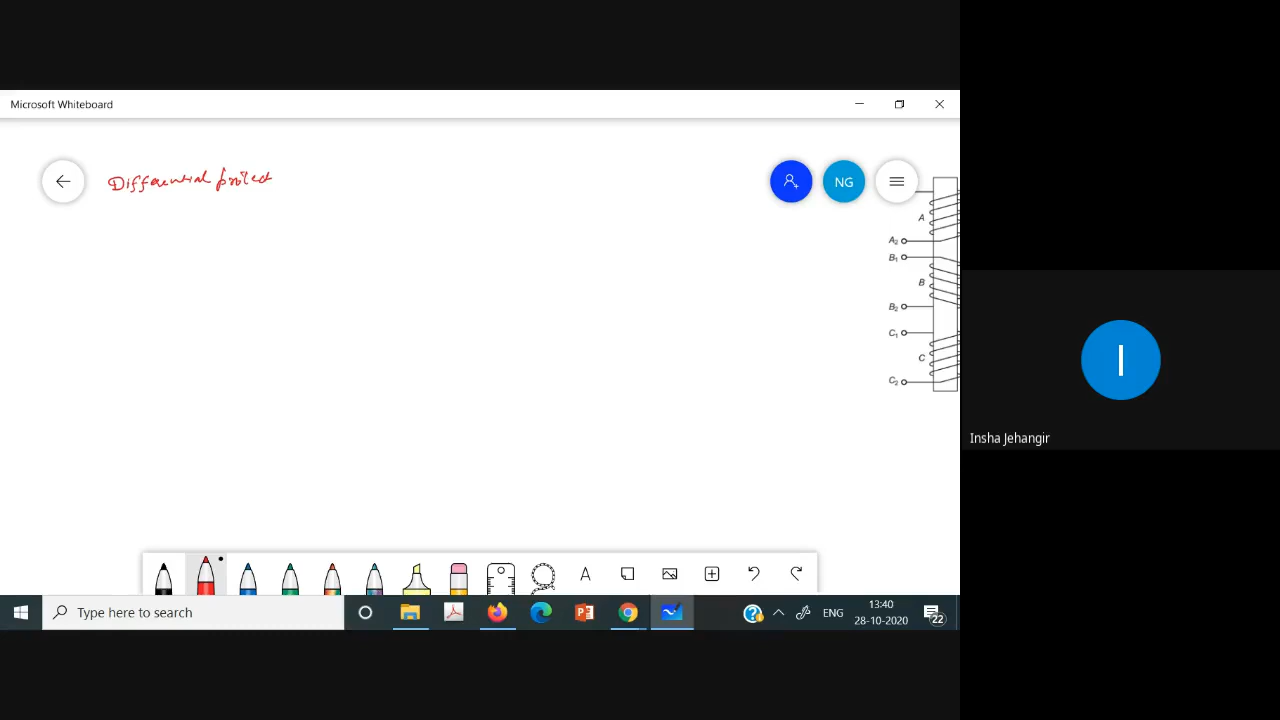 Microsoft Whiteboard
Differential protect
NG
A
A₂
B₁
B
B₂
C₁
C
C₂
I
Insha Jehangir
A
Type here to search
ENG
13:40
28-10-2020
22